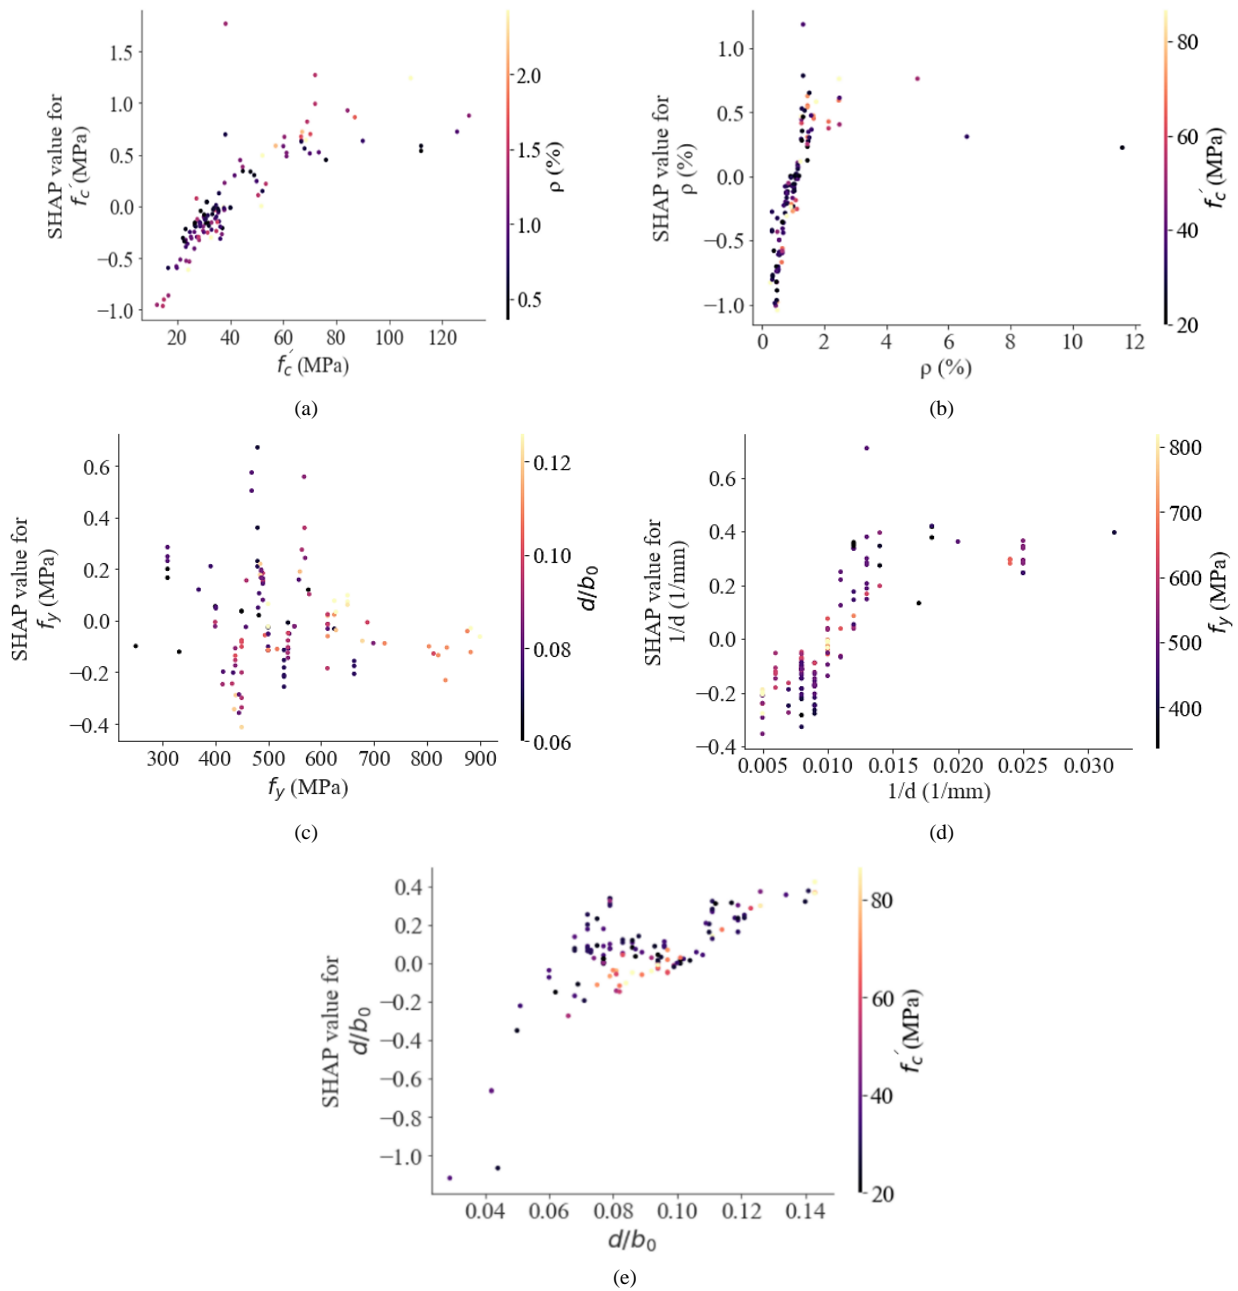 1.5
1.0
0.5
0.0
−0.5
−1.0
SHAP value for
f′c (MPa)
20 40 60 80 100 120
f′c (MPa)
2.0
1.5
1.0
0.5
ρ (%)
(a)
1.0
0.5
0.0
−0.5
−1.0
SHAP value for
ρ (%)
0 2 4 6 8 10 12
ρ (%)
80
60
40
20
f′c (MPa)
(b)
0.6
0.4
0.2
0.0
−0.2
−0.4
SHAP value for
fy (MPa)
300 400 500 600 700 800 900
fy (MPa)
0.12
0.10
0.08
0.06
d/b0
(c)
0.6
0.4
0.2
0.0
−0.2
−0.4
SHAP value for
1/d (1/mm)
0.005 0.010 0.015 0.020 0.025 0.030
1/d (1/mm)
800
700
600
500
400
fy (MPa)
(d)
0.4
0.2
0.0
−0.2
−0.4
−0.6
−0.8
−1.0
SHAP value for
d/b0
0.04 0.06 0.08 0.10 0.12 0.14
d/b0
80
60
40
20
f′c (MPa)
(e)